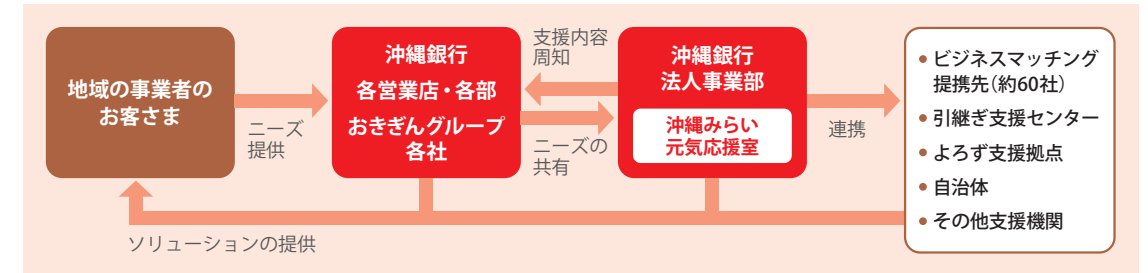 地域の事業者の
お客さま
ニーズ
提供
沖縄銀行
各営業店・各部
おきぎんグループ
各社
支援内容
周知
ニーズの
共有
沖縄銀行
法人事業部
沖縄みらい
元気応援室
連携
●ビジネスマッチング
提携先(約60社)
●引継ぎ支援センター
●よろず支援拠点
●自治体
●その他支援機関
ソリューションの提供